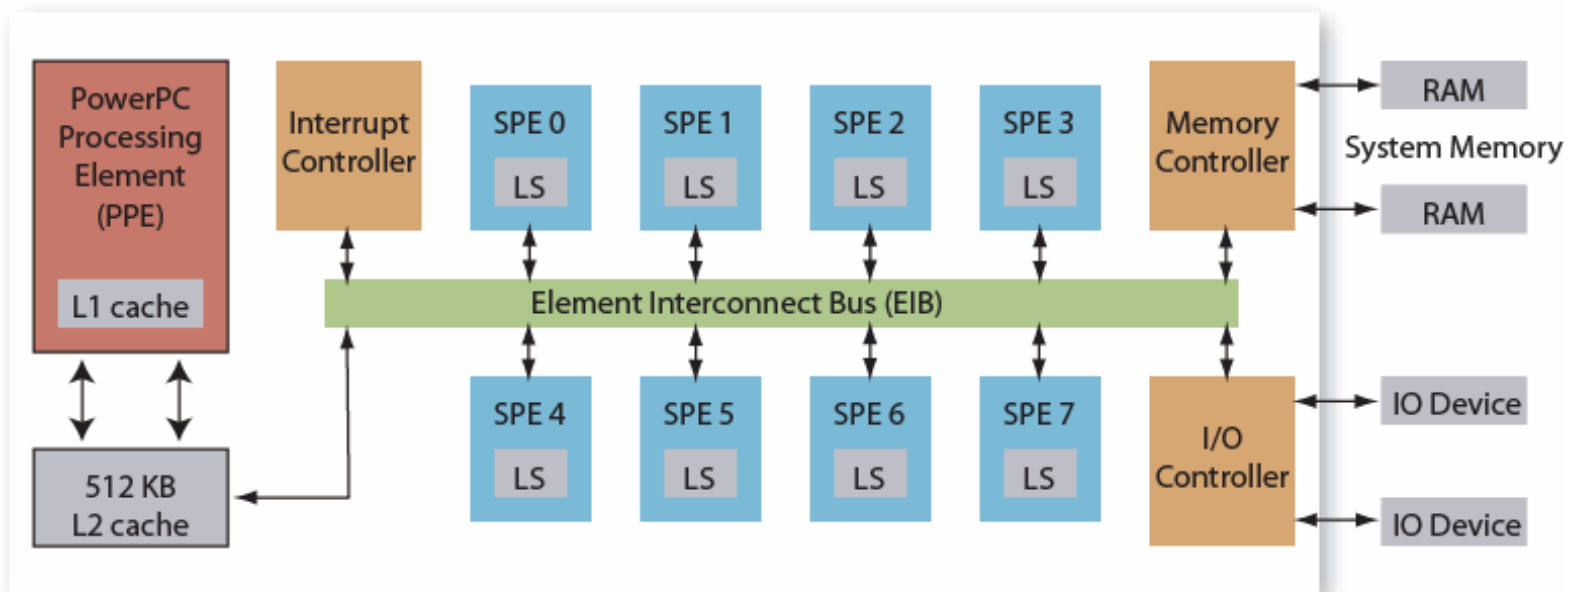 PowerPC
Processing
Element
(PPE)
L1 cache
512 KB
L2 cache
Interrupt
Controller
SPE 0
LS
SPE 1
LS
SPE 2
LS
SPE 3
LS
Element Interconnect Bus (EIB)
SPE 4
LS
SPE 5
LS
SPE 6
LS
SPE 7
LS
Memory
Controller
I/O
Controller
RAM
System Memory
RAM
IO Device
IO Device